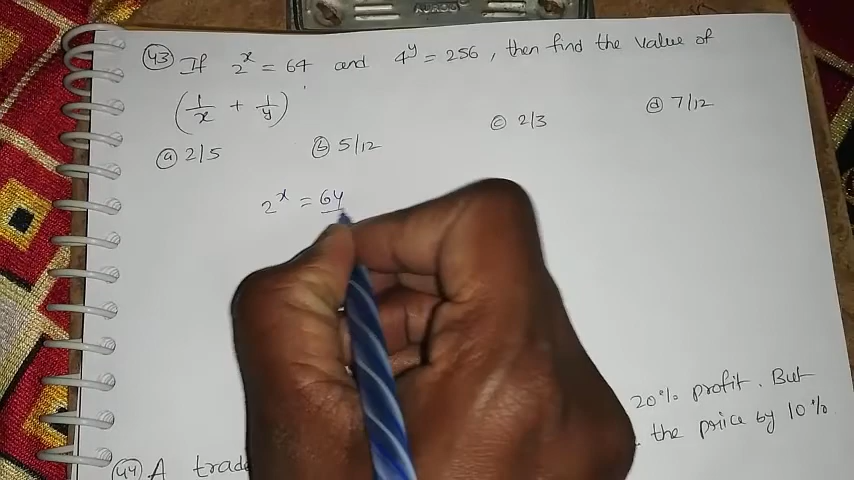 43 If 2^x = 64 and 4^y = 256, then find the value of
(1/x + 1/y)
(a) 2/5 (b) 5/12 (c) 2/3 (d) 7/12
2^x = 64
20% profit. But
44 A the price by 10%